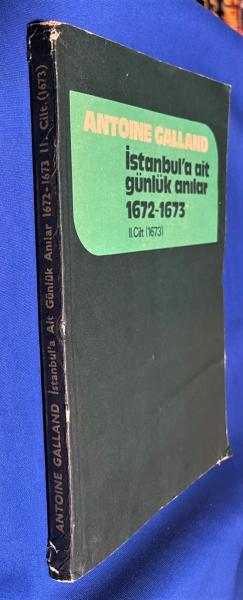 ANTOINE GALLAND
İstanbul'a ait
günlük anılar
1672-1673
II.Cilt (1673)
ANTOINE GALLAND İstanbul'a Ait Günlük Anılar 1672-1673 II. Cilt.(1673)